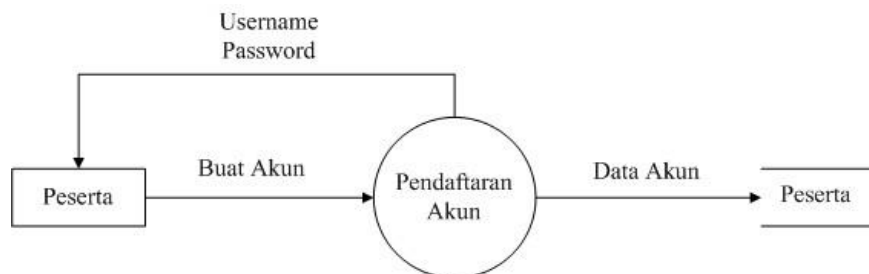 Username
Password
Peserta
Buat Akun
Pendaftaran
Akun
Data Akun
Peserta